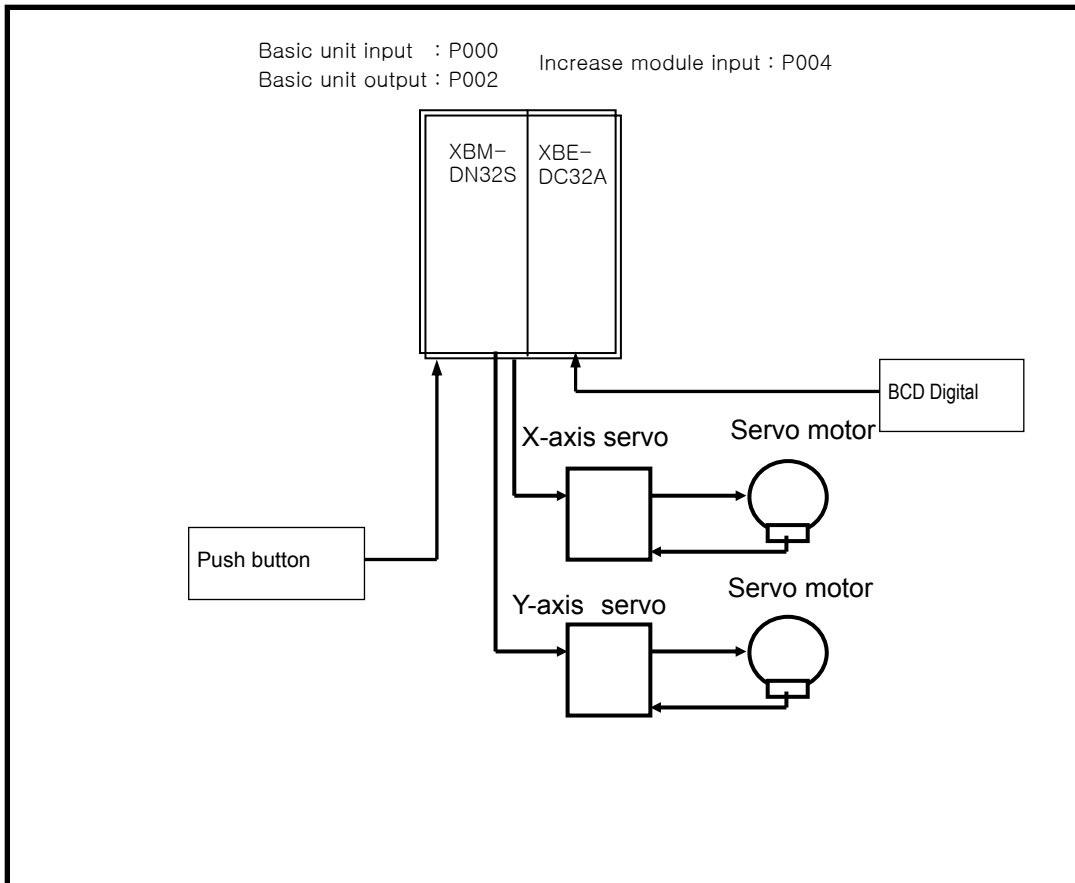 Basic unit input : P000
Basic unit output : P002
Increase module input : P004
XBM-
DN32S
XBE-
DC32A
BCD Digital
X-axis servo
Servo motor
Push button
Y-axis servo
Servo motor